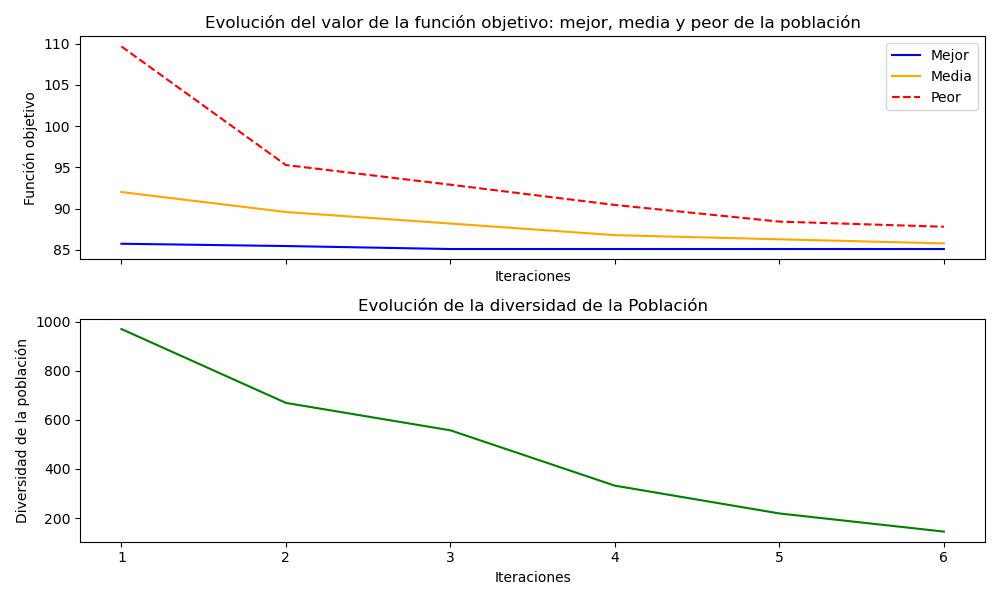 Evolución del valor de la función objetivo: mejor, media y peor de la población
110
105
100
95
90
85
Función objetivo
Mejor
Media
Peor
Iteraciones
Evolución de la diversidad de la Población
1000
800
600
400
200
Diversidad de la población
1 2 3 4 5 6
Iteraciones